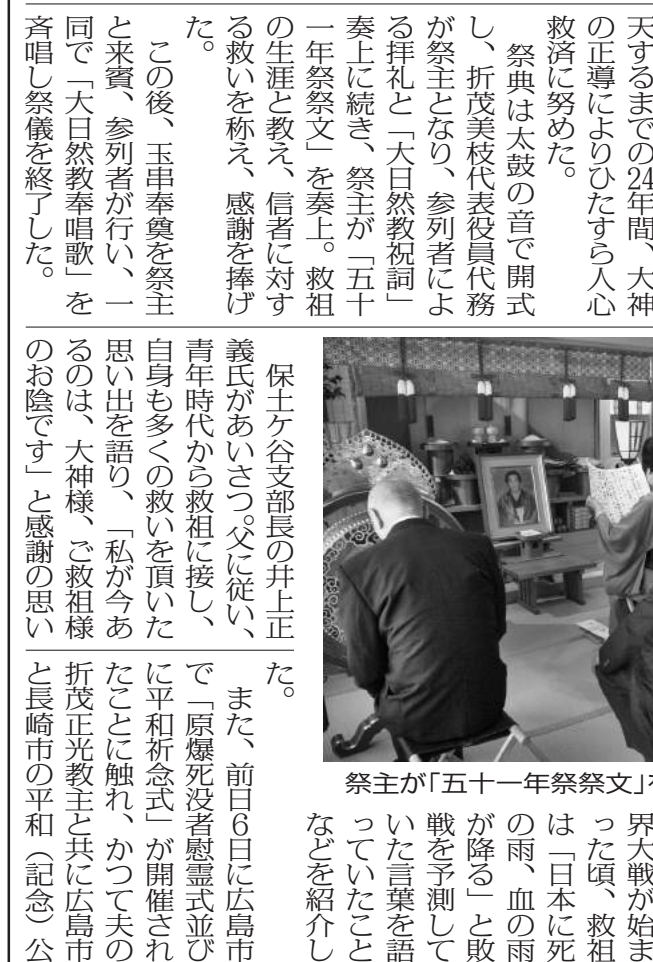 天するまでの24年間、大神
の正導によりひたすら人心
救済に努めた。
祭典は太鼓の音で開式
し、折茂美枝代表役員代務
が祭主となり、参列者によ
る拝礼と「大日然教祝詞」
奏上に続き、祭主が「五十
一年祭祭文」を奏上。救祖
の生涯と教え、信者に対す
る救いを称え、感謝を捧げ
た。
この後、玉串奉奠を祭主
と来賓、参列者が行い、一
同で「大日然教奉唱歌」を
斉唱し祭儀を終了した。
保土ケ谷支部長の井上正
義氏があいさつ。父に従い、
青年時代から救祖に接し、
自身も多くの救いを頂いた
思い出を語り、「私が今あ
るのは、大神様、ご救祖様
のお陰です」と感謝の思い
祭主が「五十一年祭祭文」を
界大戦が始ま
った頃、救祖
は「日本に死
の雨、血の雨
が降る」と敗
戦を予測して
いた言葉を語
っていたこと
などを紹介し
た。
また、前日6日に広島市
で「原爆死没者慰霊式並び
に平和祈念式」が開催され
たことに触れ、かつて夫の
折茂正光教主と共に広島市
と長崎市の平和（記念）公